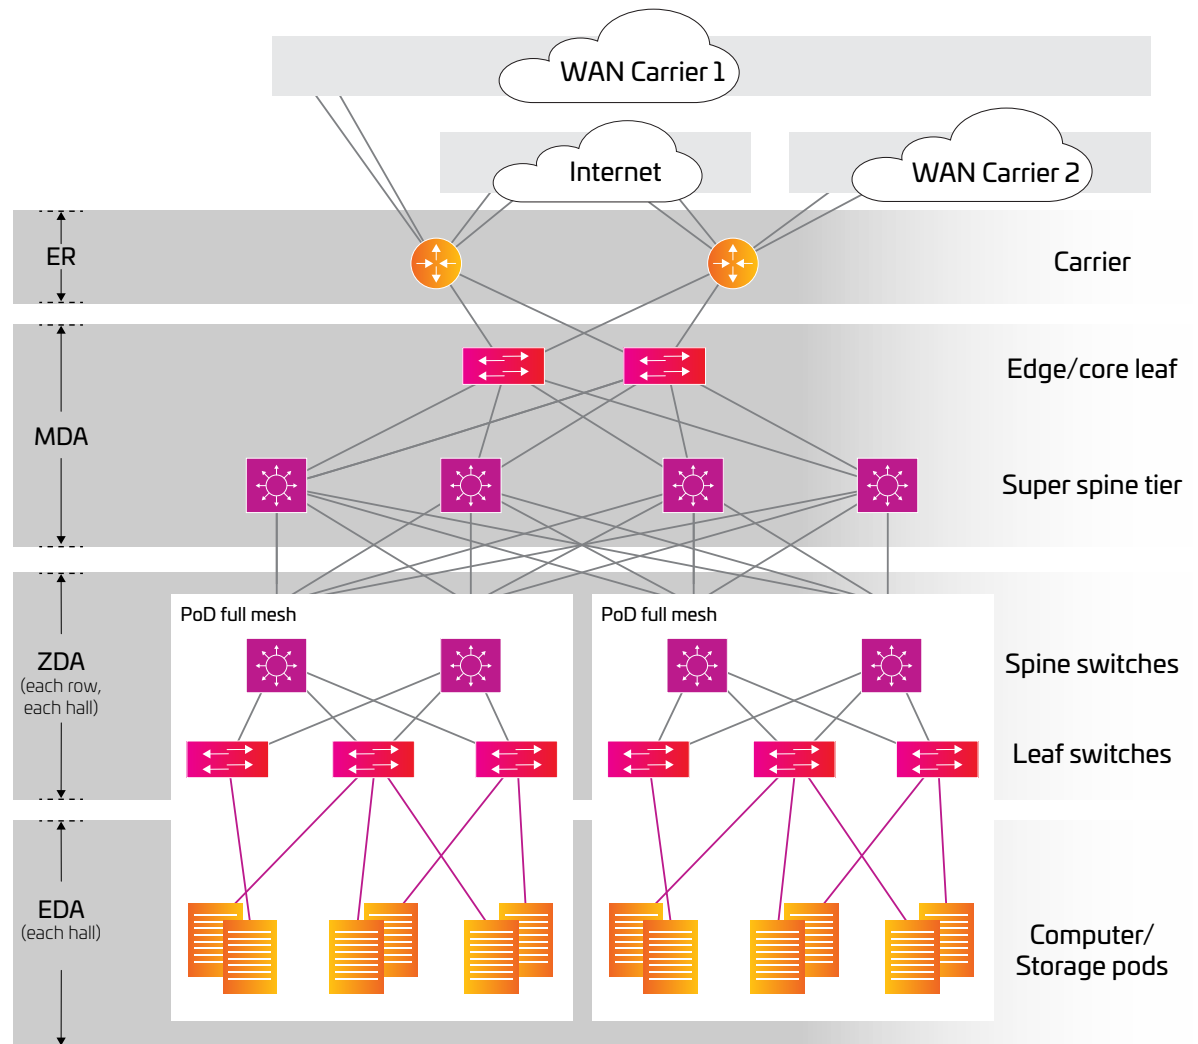 WAN Carrier 1
Internet
WAN Carrier 2
ER
Carrier
Edge/core leaf
MDA
Super spine tier
PoD full mesh
PoD full mesh
ZDA
(each row,
each hall)
Spine switches
Leaf switches
EDA
(each hall)
Computer/
Storage pods